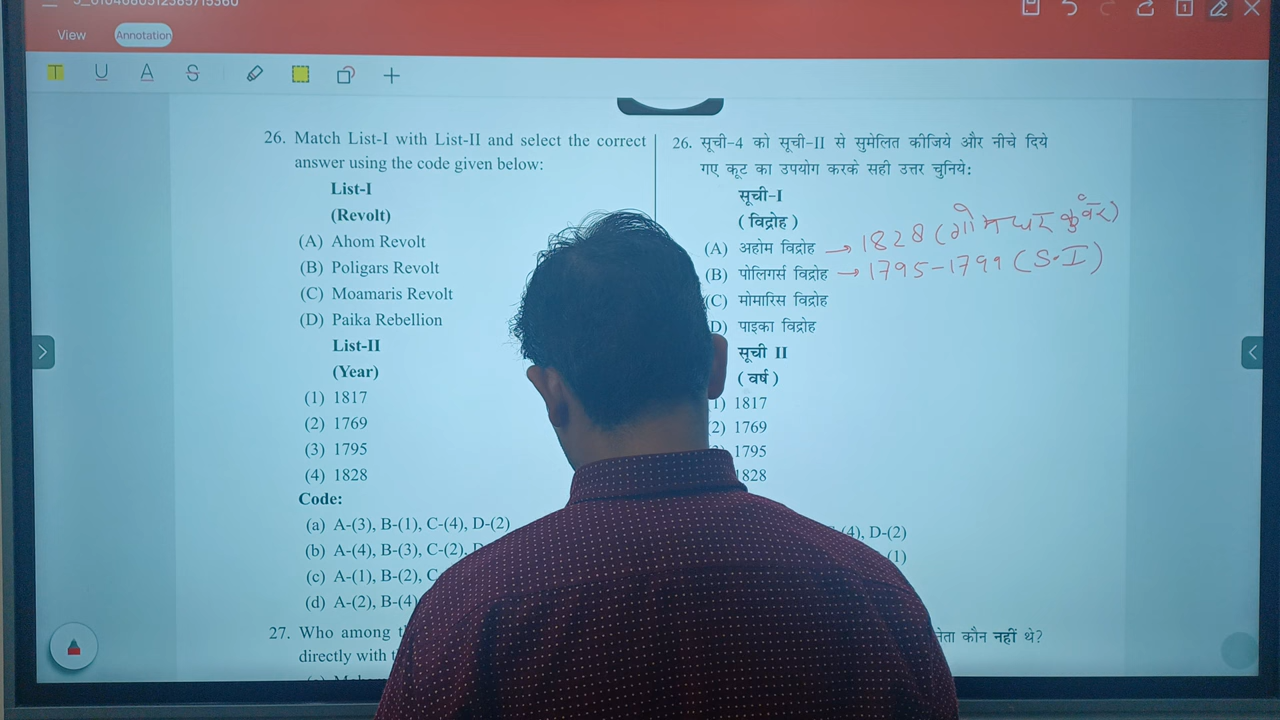 View
Annotation
26. Match List-I with List-II and select the correct
answer using the code given below:
List-I
(Revolt)
(A) Ahom Revolt
(B) Poligars Revolt
(C) Moamaris Revolt
(D) Paika Rebellion
List-II
(Year)
(1) 1817
(2) 1769
(3) 1795
(4) 1828
Code:
(a) A-(3), B-(1), C-(4), D-(2)
(b) A-(4), B-(3), C-(2),
(c) A-(1), B-(2),
(d) A-(2), B-(4)
27. Who among
directly with
26. सूची-4 को सूची-II से सुमेलित कीजिये और नीचे दिये
गए कूट का उपयोग करके सही उत्तर चुनिये:
सूची-I
(विद्रोह)
(A) अहोम विद्रोह → 1828 (गोमधर कुंवर)
(B) पोलिगर्स विद्रोह → 1795-1799 (S.I)
(C) मोमारिस विद्रोह
D) पाइका विद्रोह
सूची II
(वर्ष)
1) 1817
2) 1769
1795
1828
(4), D-(2)
(1)
कौन नहीं थे?